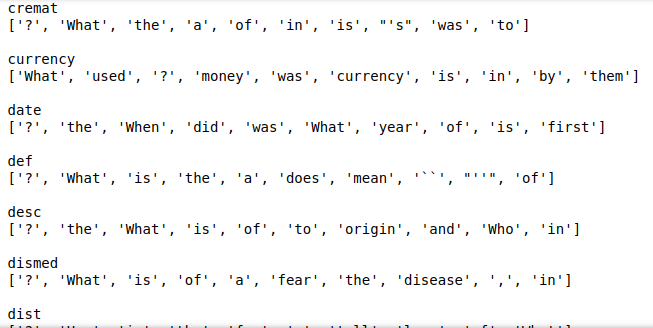 cremat
['?', 'What', 'the', 'a', 'of', 'in', 'is', "'s", 'was', 'to']
currency
['What', 'used', '?', 'money', 'was', 'currency', 'is', 'in', 'by', 'them']
date
['?', 'the', 'When', 'did', 'was', 'What', 'year', 'of', 'is', 'first']
def
['?', 'What', 'is', 'the', 'a', 'does', 'mean', '``', "''", 'of']
desc
['?', 'the', 'What', 'is', 'of', 'to', 'origin', 'and', 'Who', 'in']
dismed
['?', 'What', 'is', 'of', 'a', 'fear', 'the', 'disease', ',', 'in']
dist